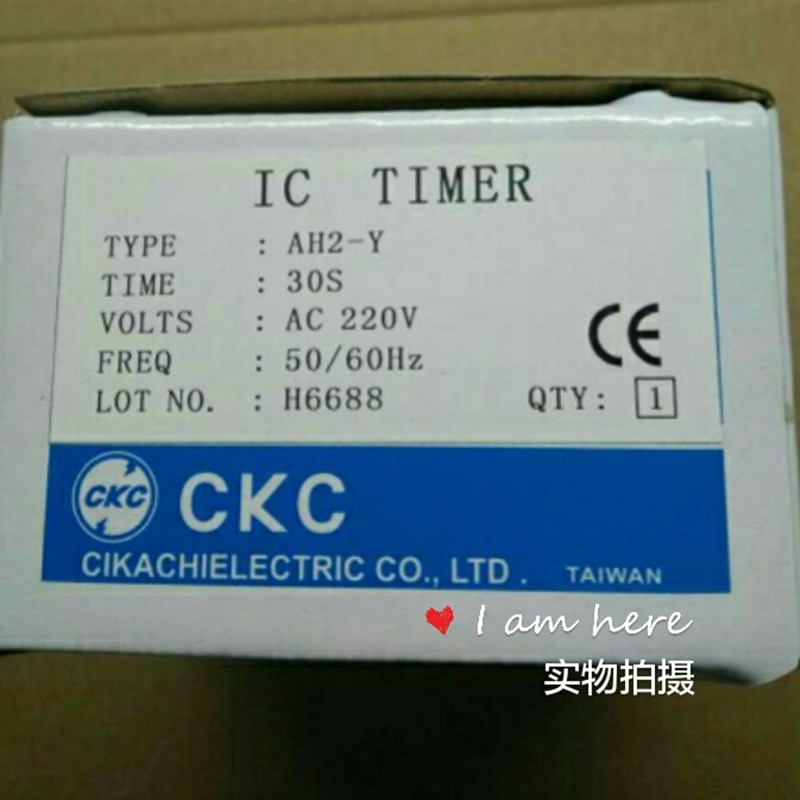 IC TIMER
TYPE : AH2-Y
TIME : 30S
VOLTS : AC 220V
FREQ : 50/60Hz
LOT NO. : H6688 QTY: 1
CE
CKC CKC
CIKACHIELECTRIC CO., LTD . TAIWAN
I am here
实物拍摄